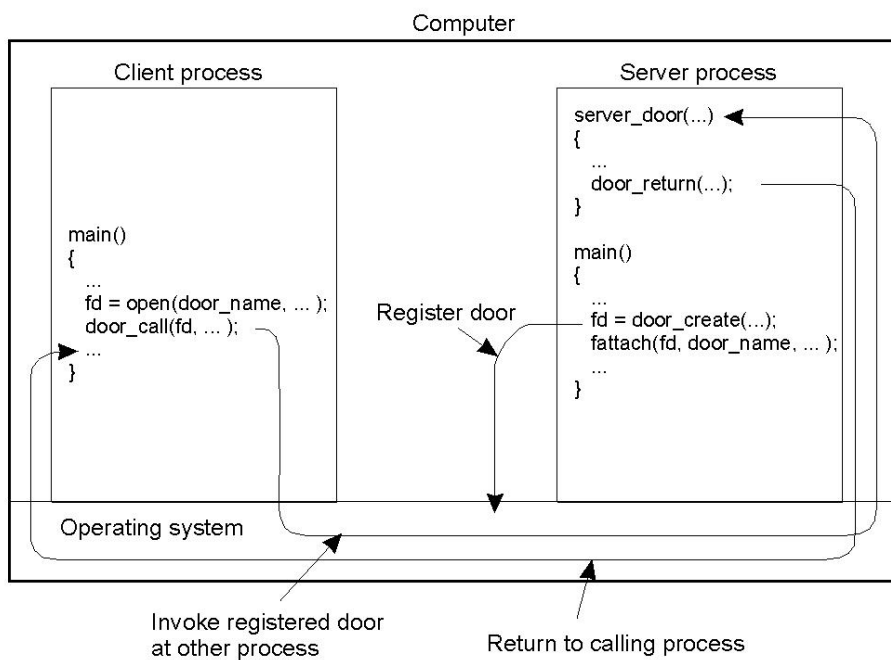 Computer
Client process
main()
{
...
fd = open(door_name, ... );
door_call(fd, ... );
...
}
Server process
server_door(...)
{
...
door_return(...);
}
main()
{
...
fd = door_create(...);
fattach(fd, door_name, ... );
...
}
Register door
Operating system
Invoke registered door
at other process
Return to calling process